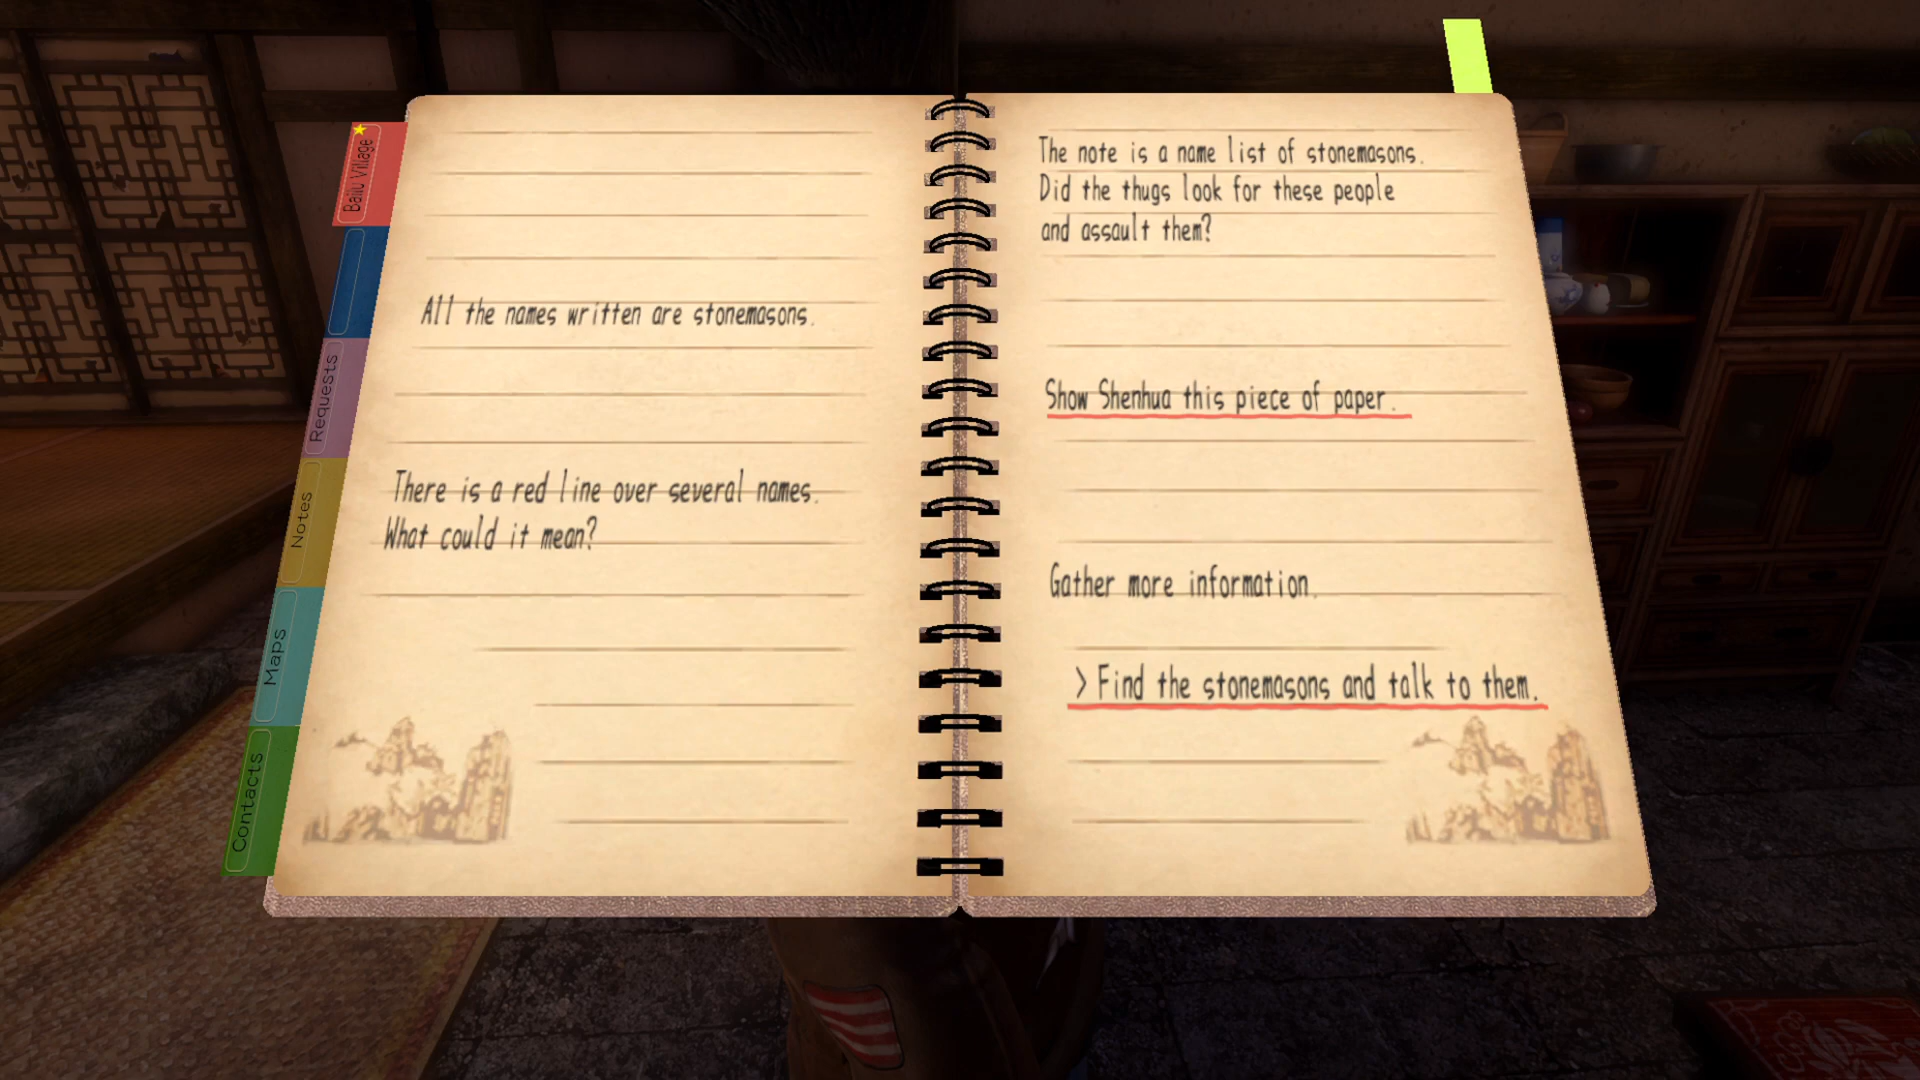 Bailu Village
Requests
Notes
Maps
Contacts
All the names written are stonemasons.
There is a red line over several names.
What could it mean?
The note is a name list of stonemasons.
Did the thugs look for these people
and assault them?
Show Shenhua this piece of paper.
Gather more information.
> Find the stonemasons and talk to them.